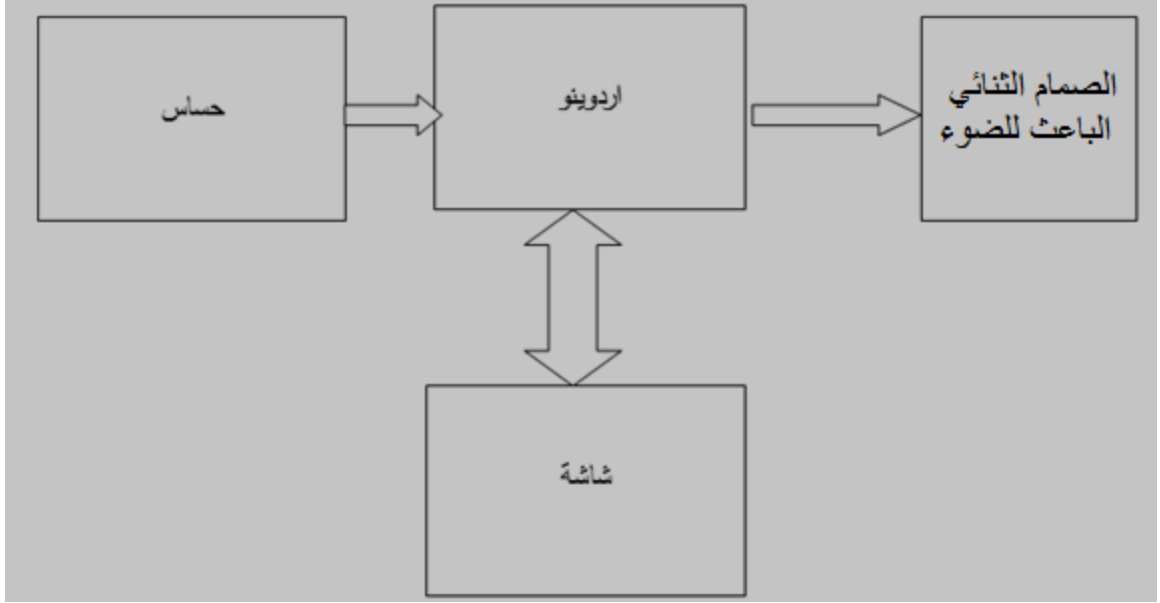 حساس
اردوينو
الصمام الثنائي
الباعث للضوء
شاشة